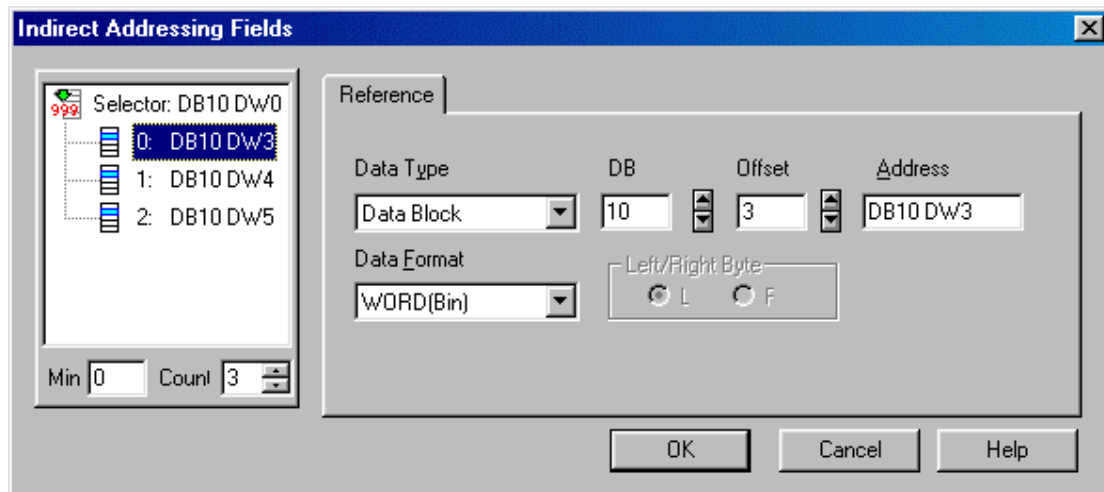 Indirect Addressing Fields
999
Selector: DB10 DW0
0: DB10 DW3
1: DB10 DW4
2: DB10 DW5
Min 0 Count 3
Reference
Data Type DB Offset Address
Data Block 10 3 DB10 DW3
Data Format
WORD(Bin)
Left/Right Byte
L F
OK Cancel Help